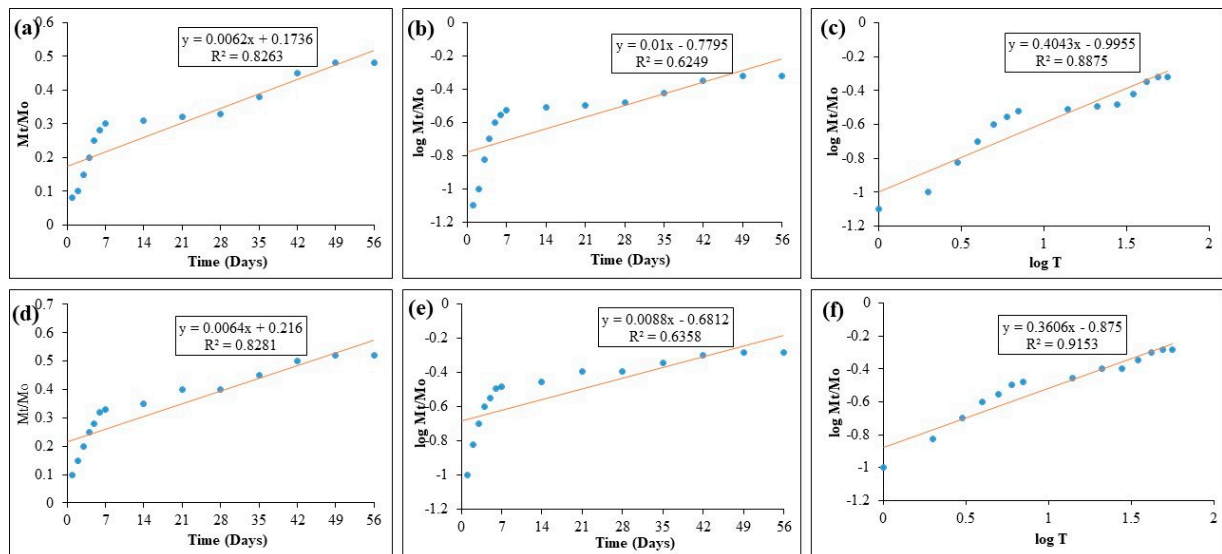 (a)
y = 0.0062x + 0.1736
R² = 0.8263
Mt/Mo
0.6
0.5
0.4
0.3
0.2
0.1
0
0 7 14 21 28 35 42 49 56
Time (Days)
(b)
y = 0.01x - 0.7795
R² = 0.6249
log Mt/Mo
0
-0.2
-0.4
-0.6
-0.8
-1
-1.2
0 7 14 21 28 35 42 49 56
Time (Days)
(c)
y = 0.4043x - 0.9955
R² = 0.8875
log Mt/Mo
0
-0.2
-0.4
-0.6
-0.8
-1
-1.2
0 0.5 1 1.5 2
log T
(d)
y = 0.0064x + 0.216
R² = 0.8281
Mt/Mo
0.7
0.6
0.5
0.4
0.3
0.2
0.1
0
0 7 14 21 28 35 42 49 56
Time (Days)
(e)
y = 0.0088x - 0.6812
R² = 0.6358
log Mt/Mo
0
-0.2
-0.4
-0.6
-0.8
-1
-1.2
0 7 14 21 28 35 42 49 56
Time (Days)
(f)
y = 0.3606x - 0.875
R² = 0.9153
log Mt/Mo
0
-0.2
-0.4
-0.6
-0.8
-1
-1.2
0 0.5 1 1.5 2
log T